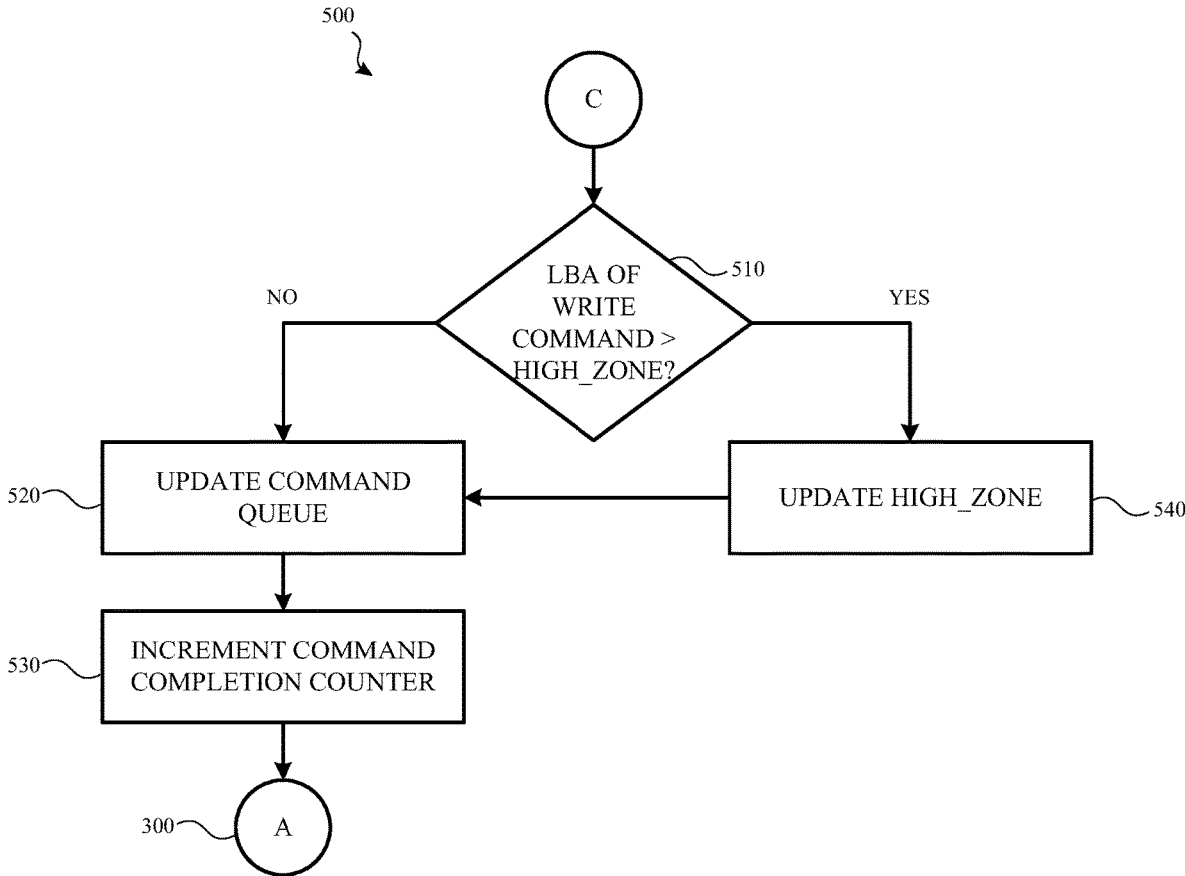 500
C
LBA OF
WRITE
COMMAND >
HIGH_ZONE?
510
NO
YES
UPDATE COMMAND
QUEUE
520
UPDATE HIGH_ZONE
540
INCREMENT COMMAND
COMPLETION COUNTER
530
A
300